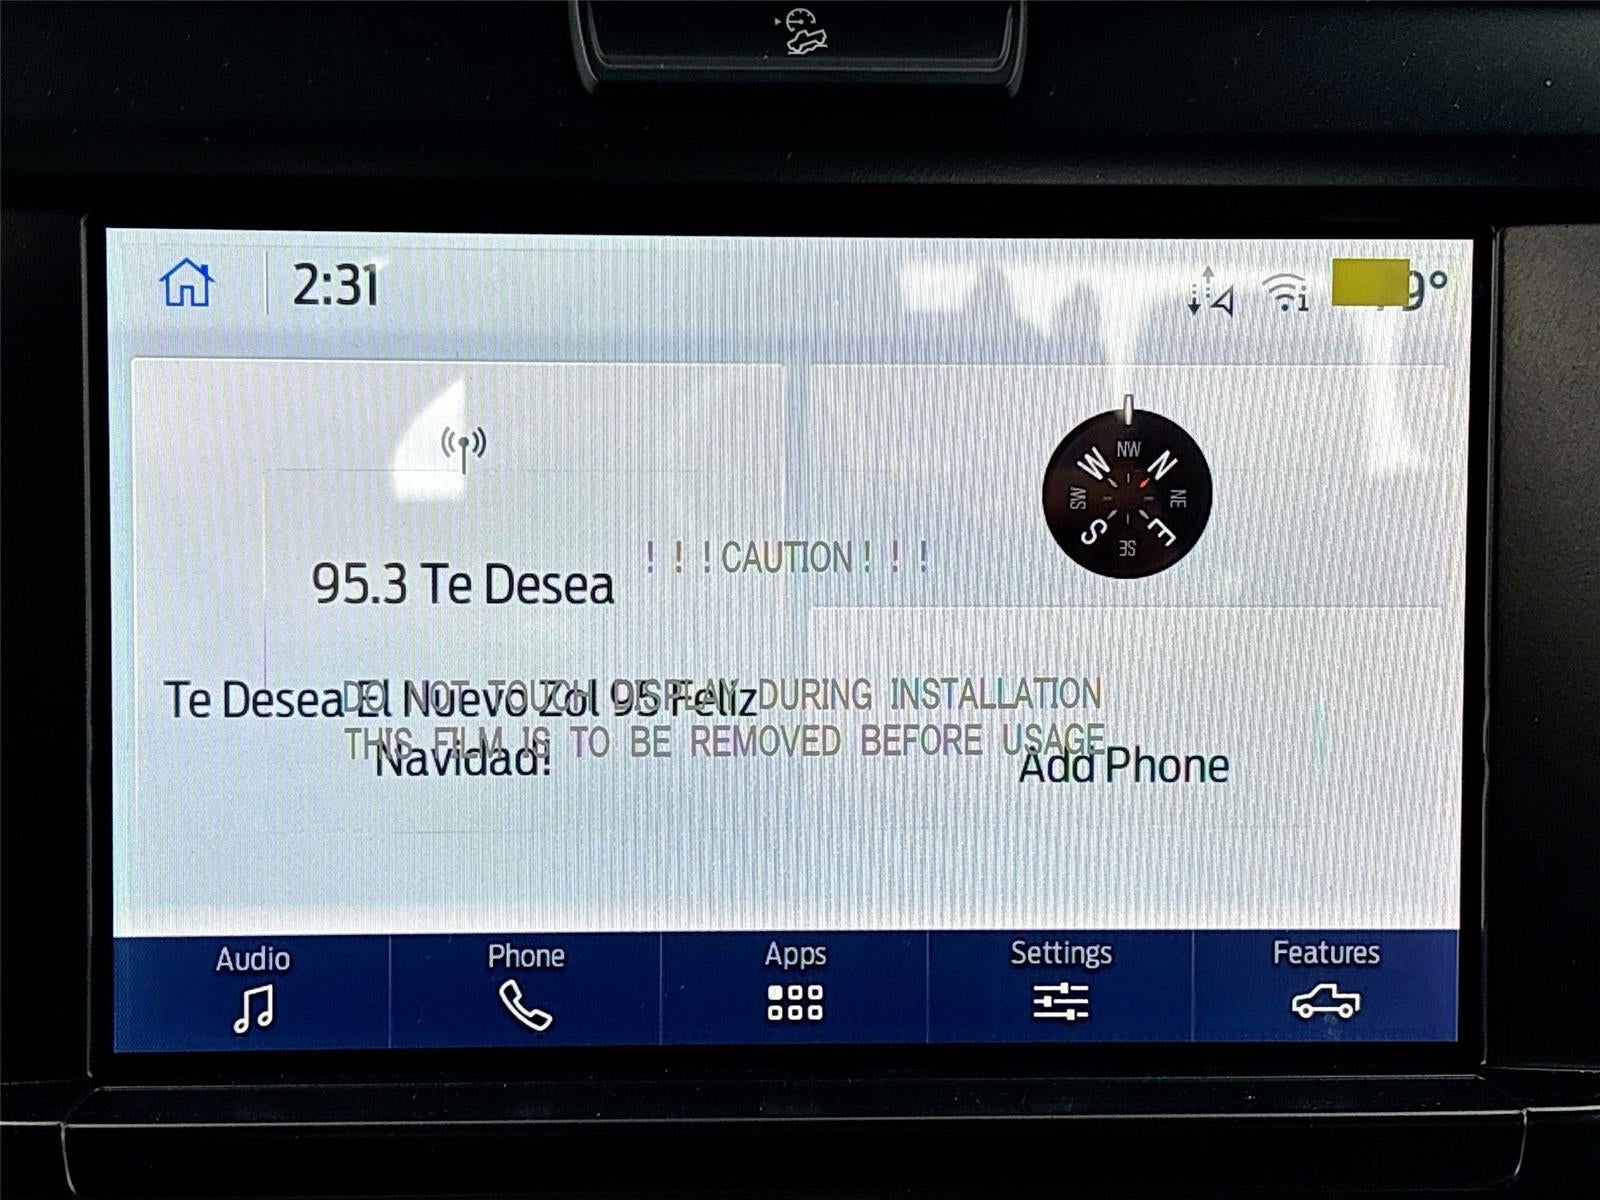 2:31
9°
NW
W
N
SW
NE
S
E
SE
! ! ! CAUTION ! ! !
95.3 Te Desea
DO NOT TOUCH DISPLAY DURING INSTALLATION
Te Desea El Nuevo Zol 95 Feliz
THIS FILM IS TO BE REMOVED BEFORE USAGE
Navidad!
Add Phone
Audio
Phone
Apps
Settings
Features